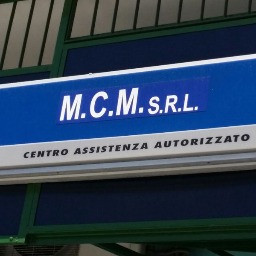 M.C.M. S.R.L.
CENTRO ASSISTENZA AUTORIZZATO